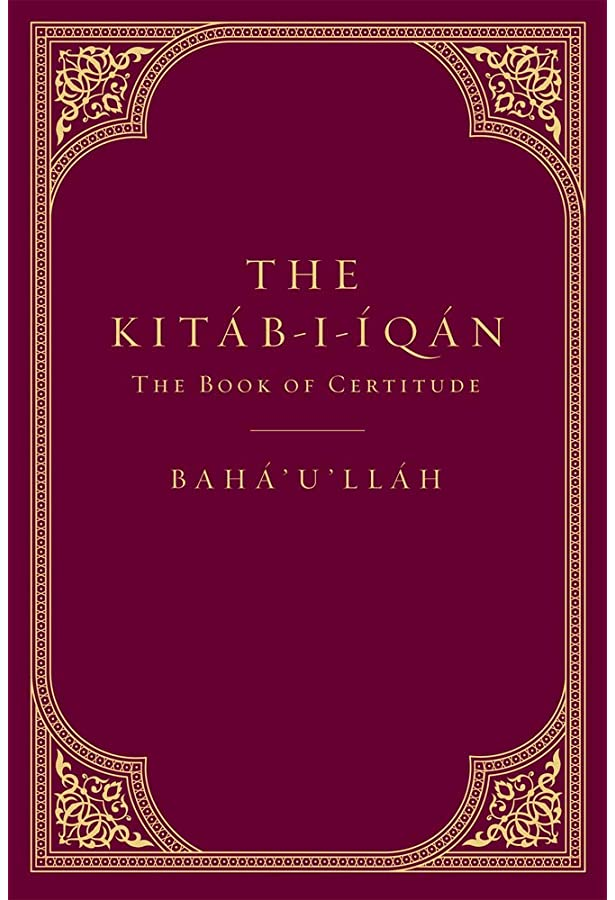 THE
KITÁB-I-ÍQÁN
THE BOOK OF CERTITUDE
BAHÁ'U'LLÁH